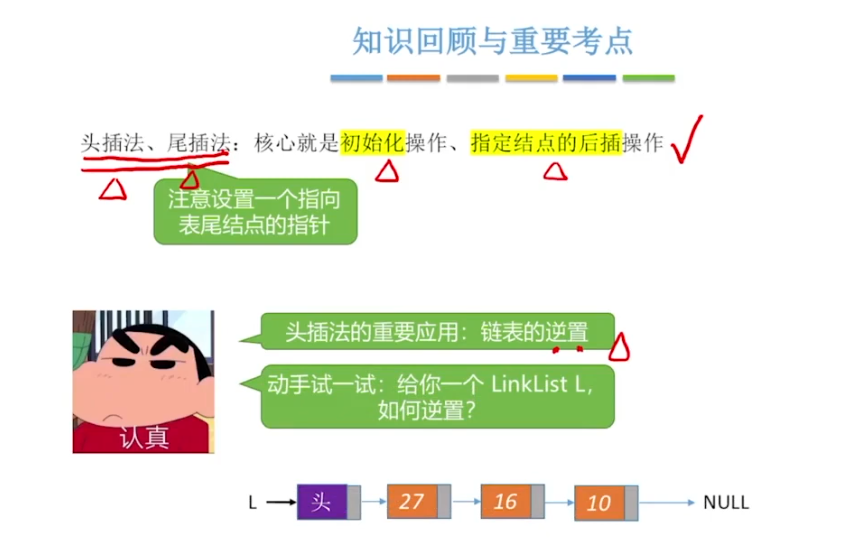 知识回顾与重要考点
头插法、尾插法：核心就是初始化操作、指定结点的后插操作
注意设置一个指向
表尾结点的指针
头插法的重要应用：链表的逆置
动手试一试：给你一个 LinkList L，
如何逆置？
认真
L 头 27 16 10 NULL